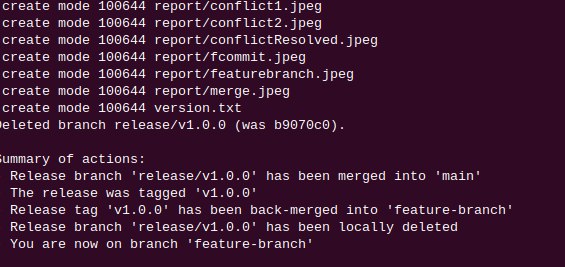 create mode 100644 report/conflict1.jpeg
create mode 100644 report/conflict2.jpeg
create mode 100644 report/conflictResolved.jpeg
create mode 100644 report/fcommit.jpeg
create mode 100644 report/featurebranch.jpeg
create mode 100644 report/merge.jpeg
create mode 100644 version.txt
Deleted branch release/v1.0.0 (was b9070c0).
Summary of actions:
Release branch 'release/v1.0.0' has been merged into 'main'
The release was tagged 'v1.0.0'
Release tag 'v1.0.0' has been back-merged into 'feature-branch'
Release branch 'release/v1.0.0' has been locally deleted
You are now on branch 'feature-branch'